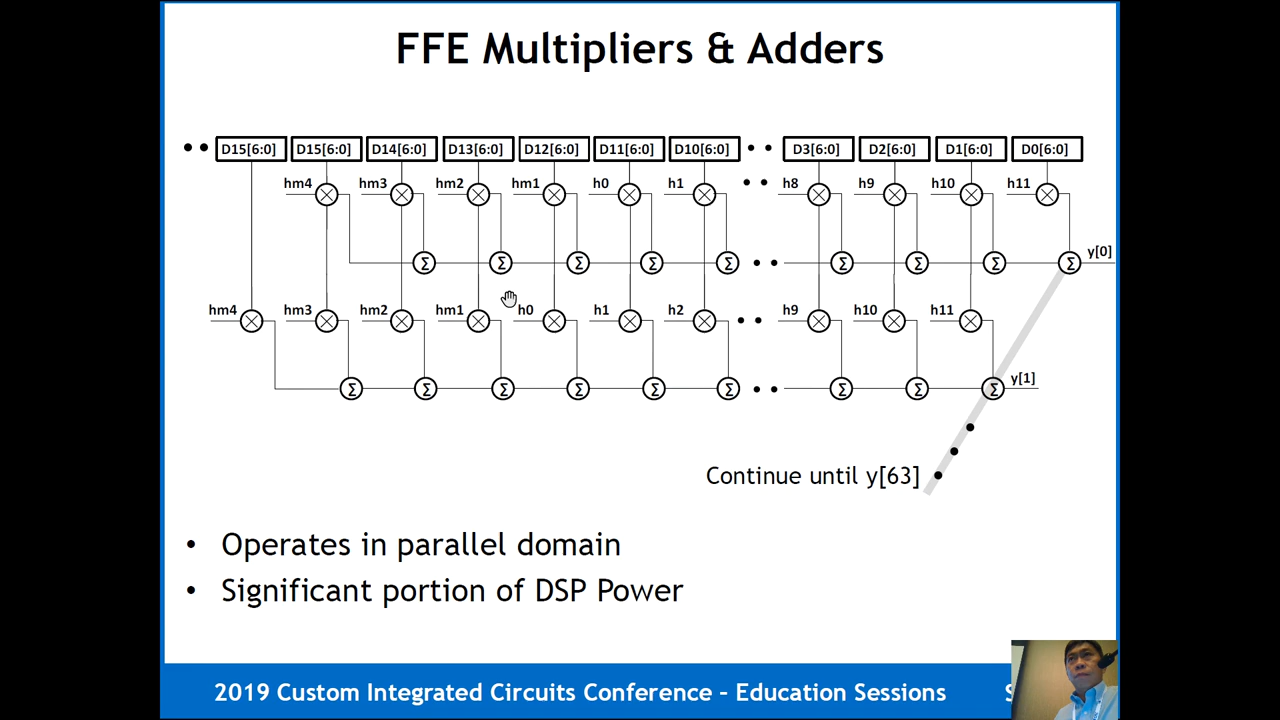 FFE Multipliers & Adders
D15[6:0] D15[6:0] D14[6:0] D13[6:0] D12[6:0] D11[6:0] D10[6:0] D3[6:0] D2[6:0] D1[6:0] D0[6:0]
hm4 hm3 hm2 hm1 h0 h1 h8 h9 h10 h11
Σ Σ Σ Σ Σ Σ Σ Σ Σ y[0]
hm4 hm3 hm2 hm1 h0 h1 h2 h9 h10 h11
Σ Σ Σ Σ Σ Σ Σ Σ Σ y[1]
Continue until y[63]
• Operates in parallel domain
• Significant portion of DSP Power
2019 Custom Integrated Circuits Conference – Education Sessions